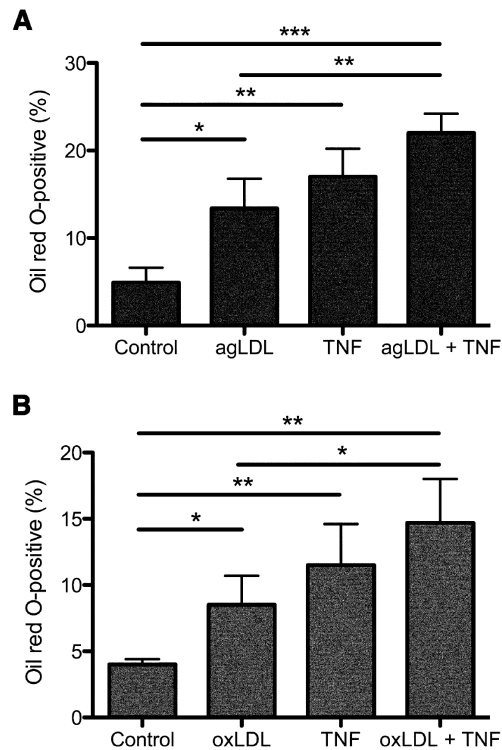 A
***
**
**
*
30
20
10
0
Oil red O-positive (%)
Control agLDL TNF agLDL + TNF
B
**
*
**
*
20
15
10
5
0
Oil red O-positive (%)
Control oxLDL TNF oxLDL + TNF